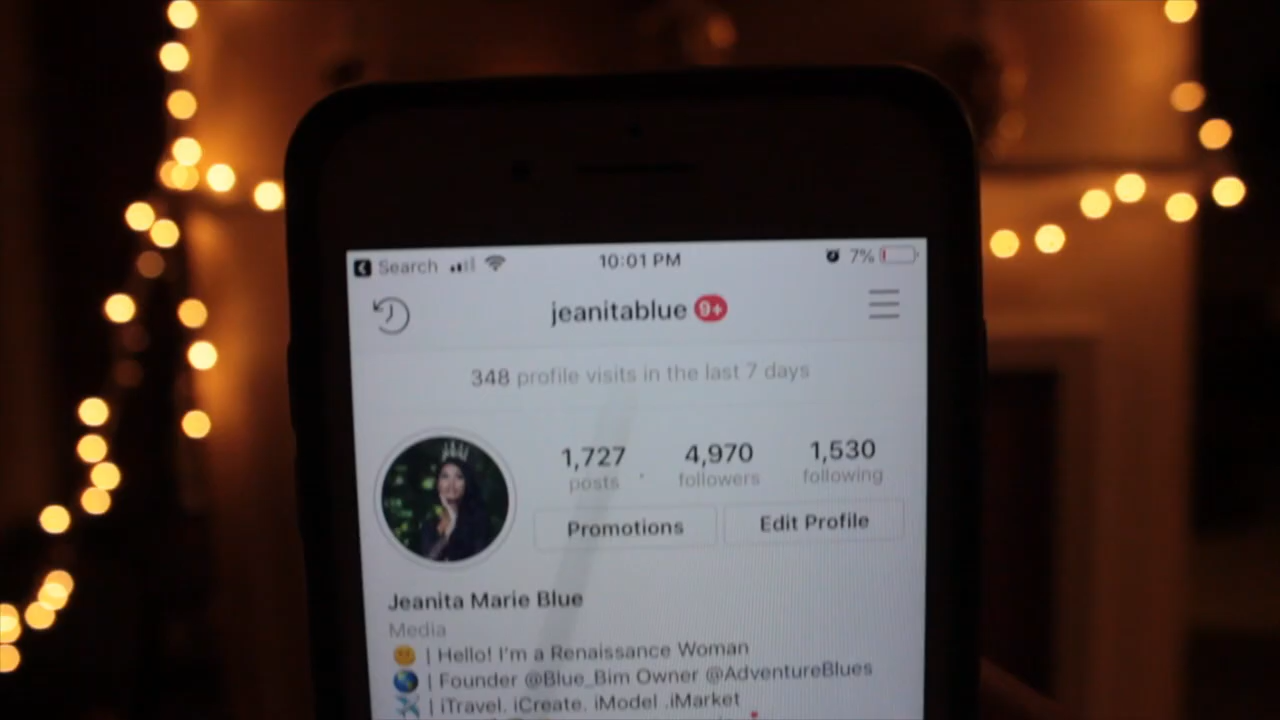 Search 10:01 PM 7%
jeanitablue 9+
348 profile visits in the last 7 days
1,727 4,970 1,530
posts followers following
Promotions Edit Profile
Jeanita Marie Blue
Media
| Hello! I'm a Renaissance Woman
| Founder @Blue_Bim Owner @AdventureBlues
| iTravel. iCreate. iModel .iMarket